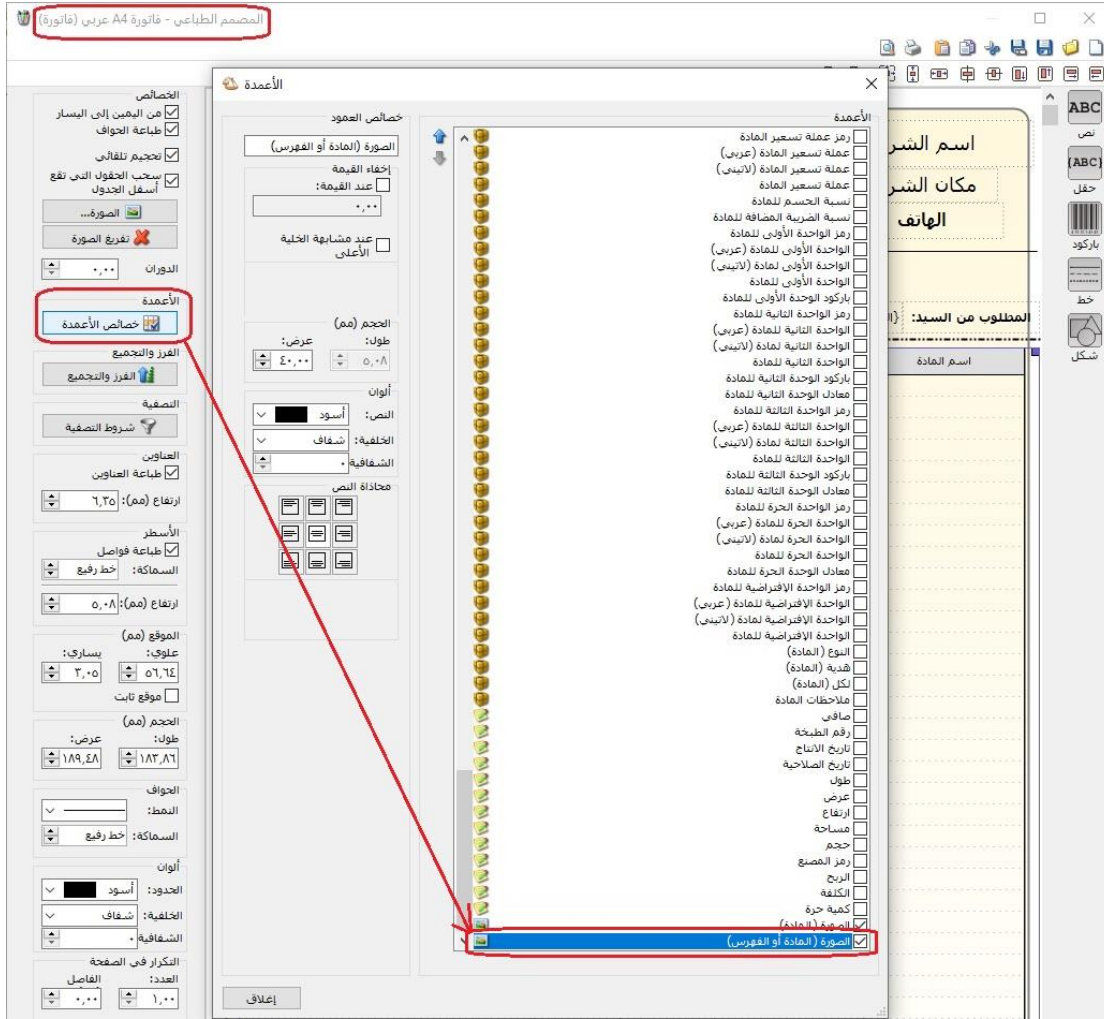 المصمم الطباعي - فاتورة A4 عربي (فاتورة)
الخصائص
من اليمين إلى اليسار
طباعة الحواف
تحجيم تلقائي
سحب الحقول التي تقع أسفل الجدول
الصورة...
تفريغ الصورة
الدوران
٠,٠٠
الأعمدة
خصائص الأعمدة
الفرز والتجميع
الفرز والتجميع
التصفية
شروط التصفية
العناوين
طباعة العناوين
ارتفاع (مم): ٦,٣٥
الأسطر
طباعة فواصل
السماكة: خط رفيع
ارتفاع (مم): ٥,٠٨
الموقع (مم)
علوي: يساري:
٥٦,٦٤ ٣,٠٥
موقع ثابت
الحجم (مم)
طول: عرض:
١٨٣,٨٦ ١٨٩,٤٨
الحواف
النمط:
السماكة: خط رفيع
ألوان
الحدود: أسود
الخلفية: شفاف
الشفافية ٠
التكرار في الصفحة
العدد: الفاصل
١,٠٠ ٠,٠٠
الأعمدة
خصائص العمود
الصورة (المادة أو الفهرس)
إخفاء القيمة
عند القيمة:
٠,٠٠
عند مشابهة الخلية الأعلى
الحجم (مم)
طول: عرض:
٥,٠٨ ٤٠,٠٠
ألوان
النص: أسود
الخلفية: شفاف
الشفافية ٠
محاذاة النص
إغلاق
الأعمدة
رمز عملة تسعير المادة
عملة تسعير المادة (عربي)
عملة تسعير المادة (لاتيني)
عملة تسعير المادة
نسبة الحسم للمادة
نسبة الضريبة المضافة للمادة
رمز الواحدة الأولى للمادة
الواحدة الأولى للمادة (عربي)
الواحدة الأولى لمادة (لاتيني)
الواحدة الأولى للمادة
باركود الوحدة الأولى للمادة
رمز الواحدة الثانية للمادة
الواحدة الثانية للمادة (عربي)
الواحدة الثانية لمادة (لاتيني)
الواحدة الثانية للمادة
باركود الوحدة الثانية للمادة
معادل الوحدة الثانية للمادة
رمز الواحدة الثالثة للمادة
الواحدة الثالثة للمادة (عربي)
الواحدة الثالثة لمادة (لاتيني)
الواحدة الثالثة للمادة
باركود الوحدة الثالثة للمادة
معادل الوحدة الثالثة للمادة
رمز الواحدة الحرة للمادة
الواحدة الحرة للمادة (عربي)
الواحدة الحرة لمادة (لاتيني)
الواحدة الحرة للمادة
معادل الوحدة الحرة للمادة
رمز الواحدة الإفتراضية للمادة
الواحدة الإفتراضية للمادة (عربي)
الواحدة الإفتراضية لمادة (لاتيني)
الواحدة الإفتراضية للمادة
النوع (المادة)
هدية (المادة)
لكل (المادة)
ملاحظات المادة
صافي
رقم الطبخة
تاريخ الانتاج
تاريخ الصلاحية
طول
عرض
ارتفاع
مساحة
حجم
رمز المصنع
الربح
الكلفة
كمية حرة
الصورة (المادة)
الصورة (المادة أو الفهرس)
اسم الشر
مكان الشر
الهاتف
المطلوب من السيد:
اسم المادة
ABC
نص
{ABC}
حقل
باركود
خط
شكل